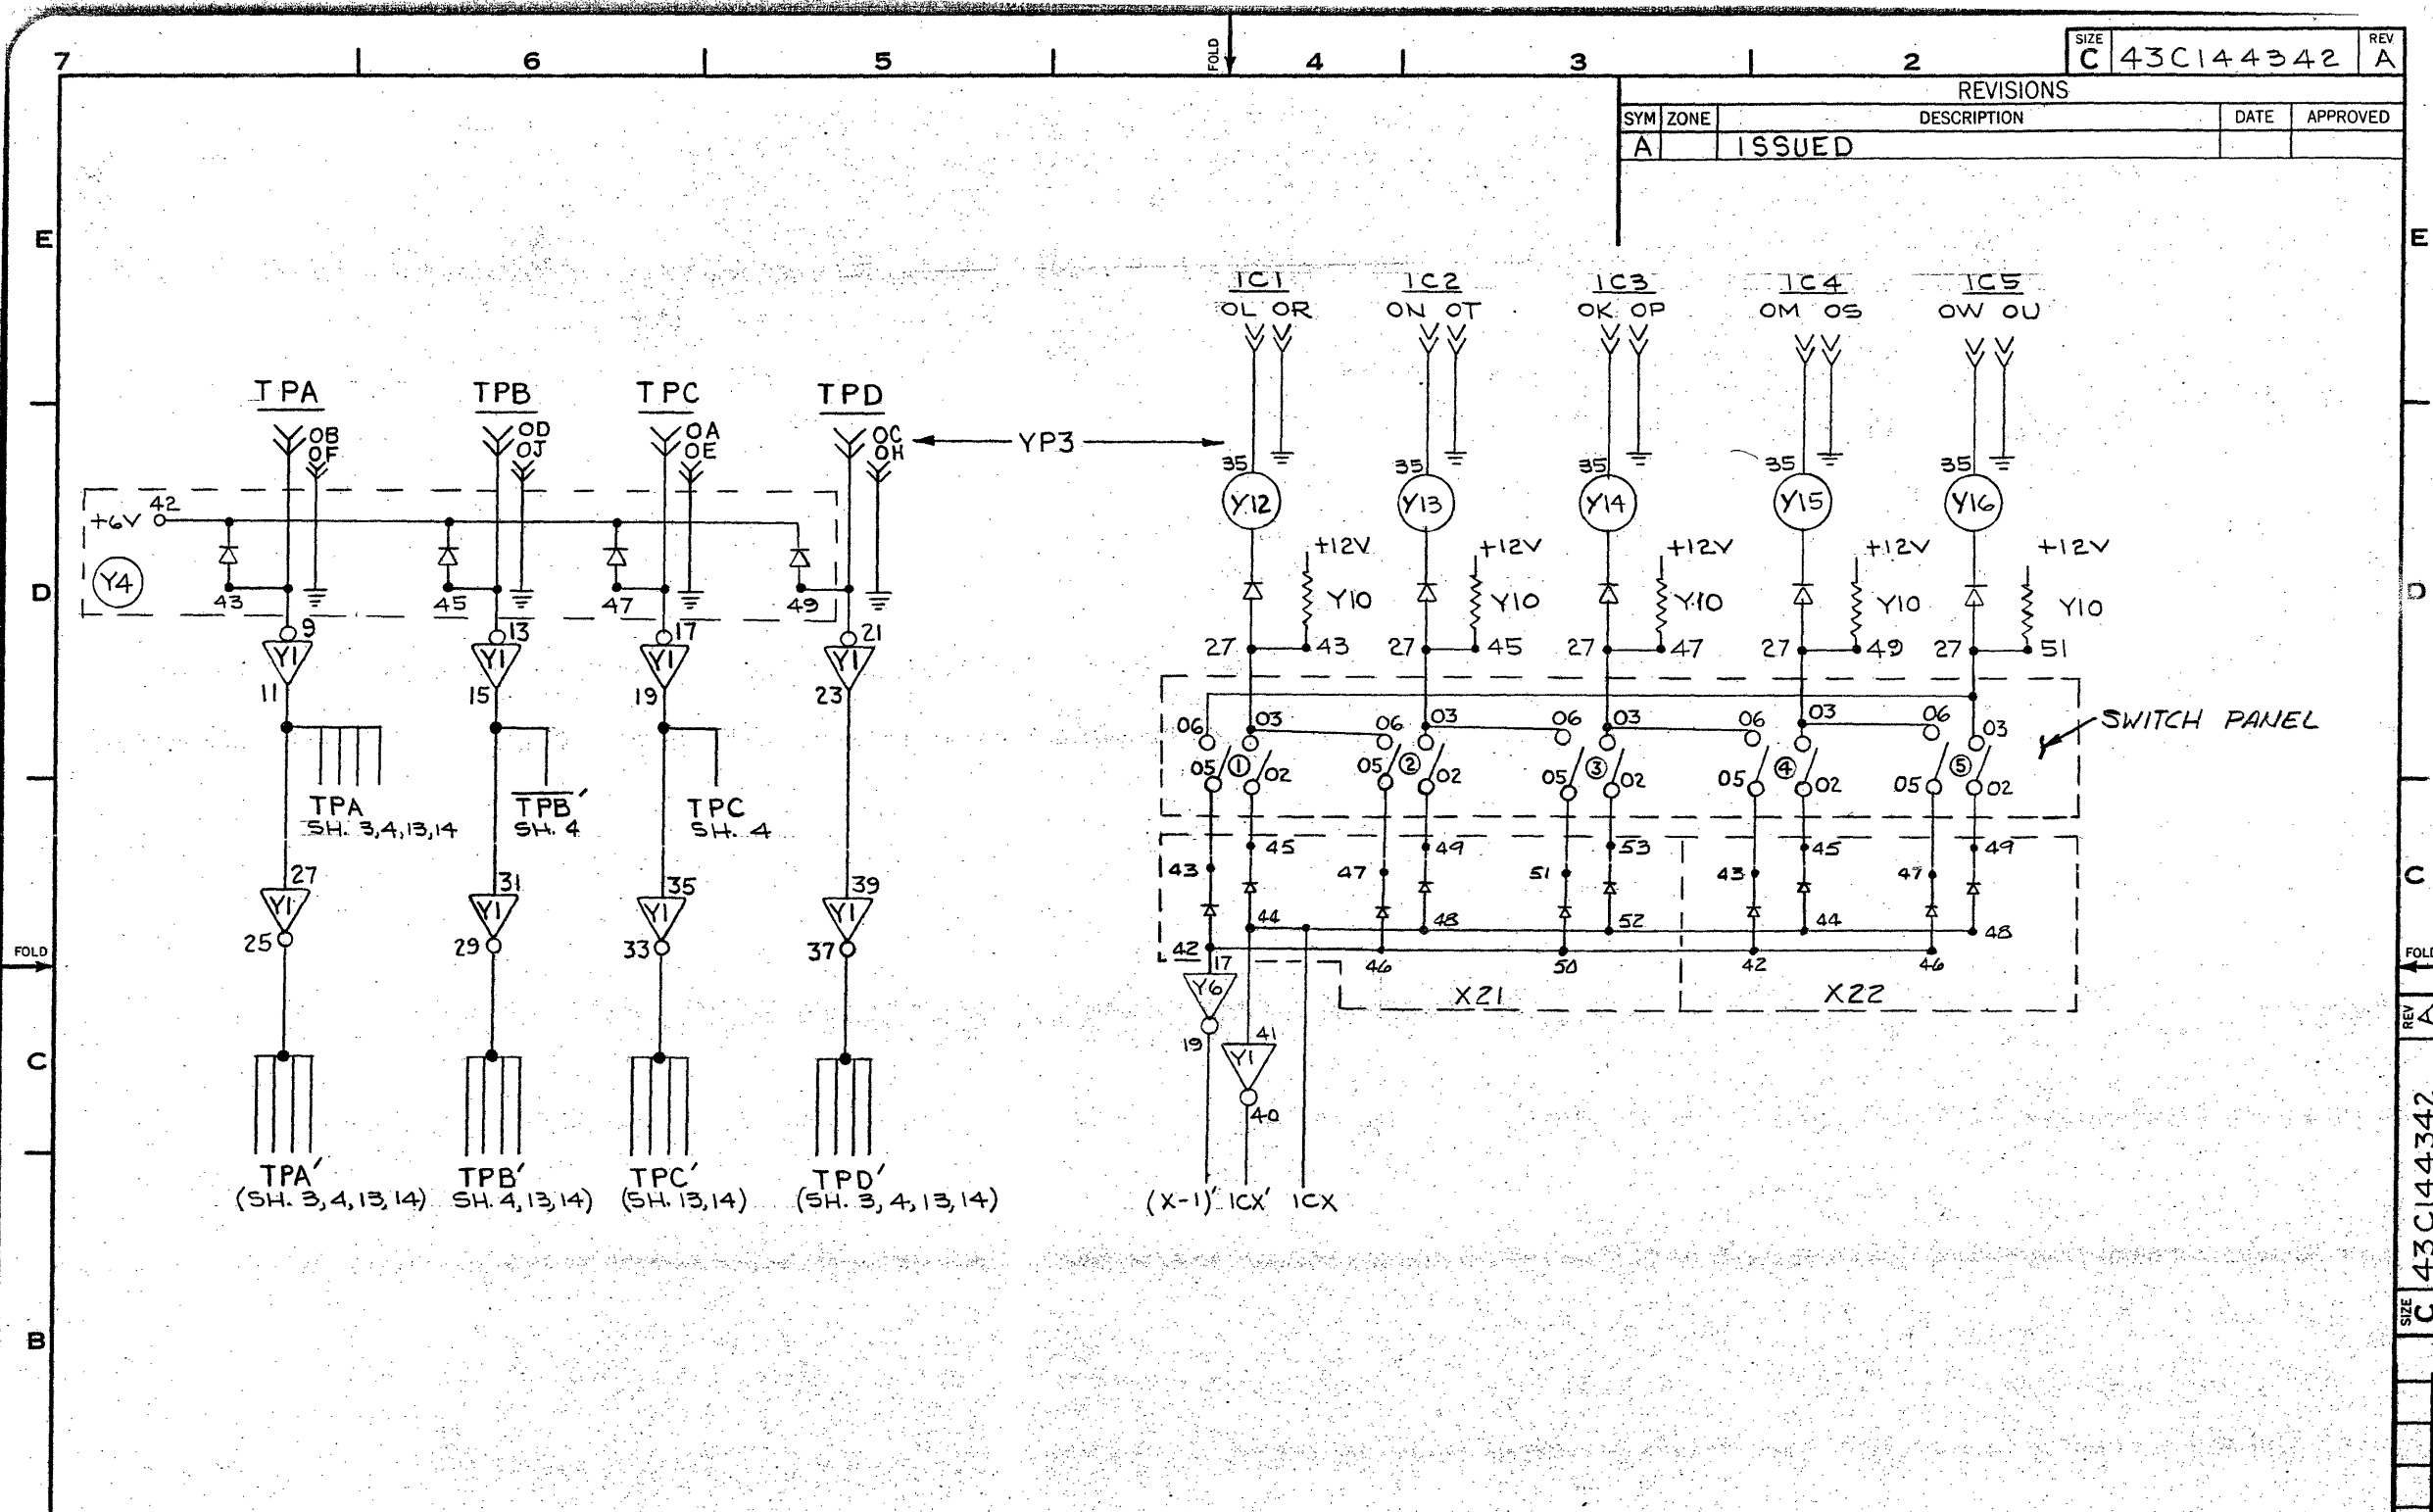 7 6 5 FOLD 4 3 2
SIZE C 43C144342 REV A
REVISIONS
SYM ZONE DESCRIPTION DATE APPROVED
A ISSUED
E E
IC1 IC2 IC3 IC4 IC5
OL OR ON OT OK OP OM OS OW OU
TPA TPB TPC TPD
OB OD OA OC
OF OJ OE OH
YP3
35 35 35 35 35
Y12 Y13 Y14 Y15 Y16
+6V 42
Y4
+12V +12V +12V +12V +12V
Y10 Y10 Y10 Y10 Y10
D D
43 45 47 49
9 13 17 21
Y1 Y1 Y1 Y1
11 15 19 23
27 43 27 45 27 47 27 49 27 51
06 03 06 03 06 03 06 03 06 03
SWITCH PANEL
05 1 02 05 2 02 05 3 02 05 4 02 05 5 02
TPA TPB' TPC
SH. 3,4,13,14 SH. 4 SH. 4
45 49 53 45 49
43 47 51 43 47
C
27 31 35 39
Y1 Y1 Y1 Y1
25 29 33 37
44 48 52 44 48
42 46 50 42 46
FOLD FOLD
17
Y6
19
X21 X22
41
Y1
40
C
REV A
TPA' TPB' TPC' TPD'
(SH. 3,4,13,14) SH. 4,13,14) (SH. 13,14) (SH. 3,4,13,14)
(X-1)' ICX' ICX
43C144342
SIZE C
B